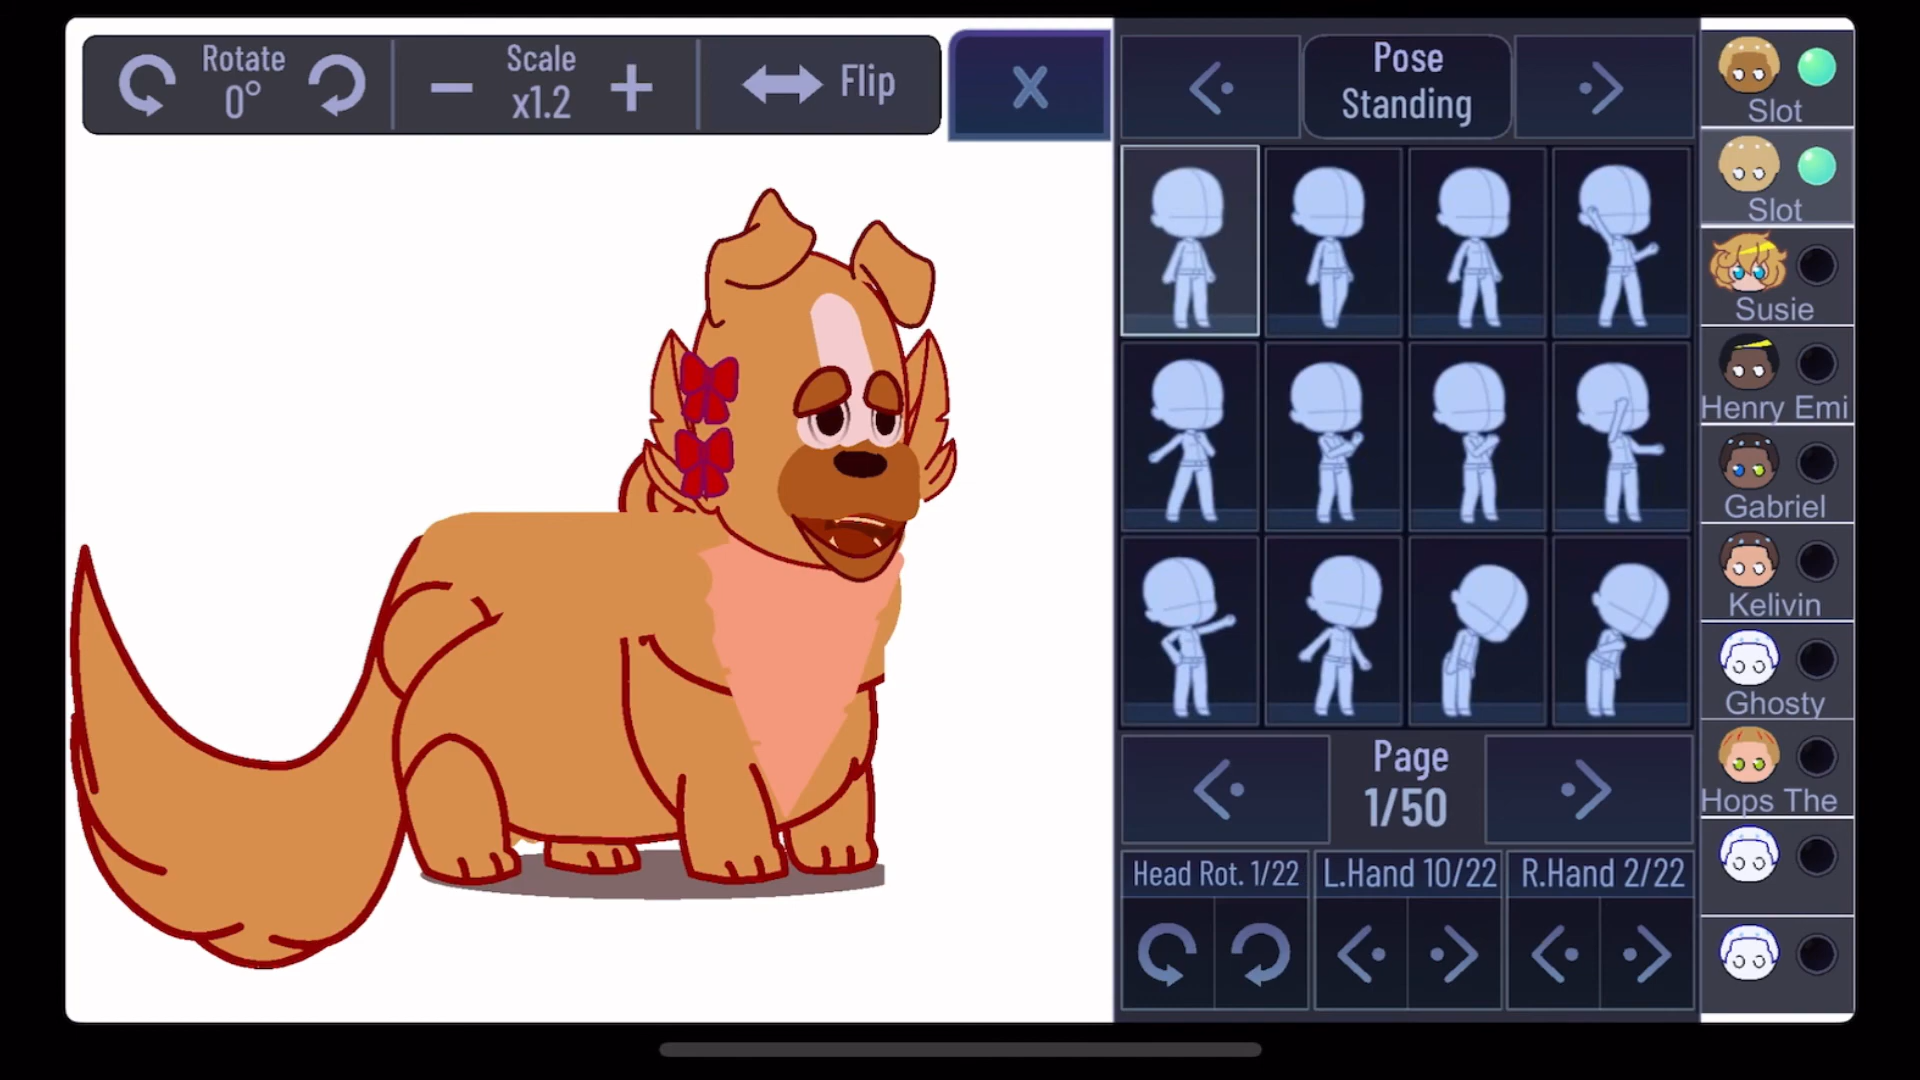 Rotate
0°
Scale
x1.2
Flip
X
Pose
Standing
Page
1/50
Head Rot. 1/22
L.Hand 10/22
R.Hand 2/22
Slot
Slot
Susie
Henry Emi
Gabriel
Kelivin
Ghosty
Hops The